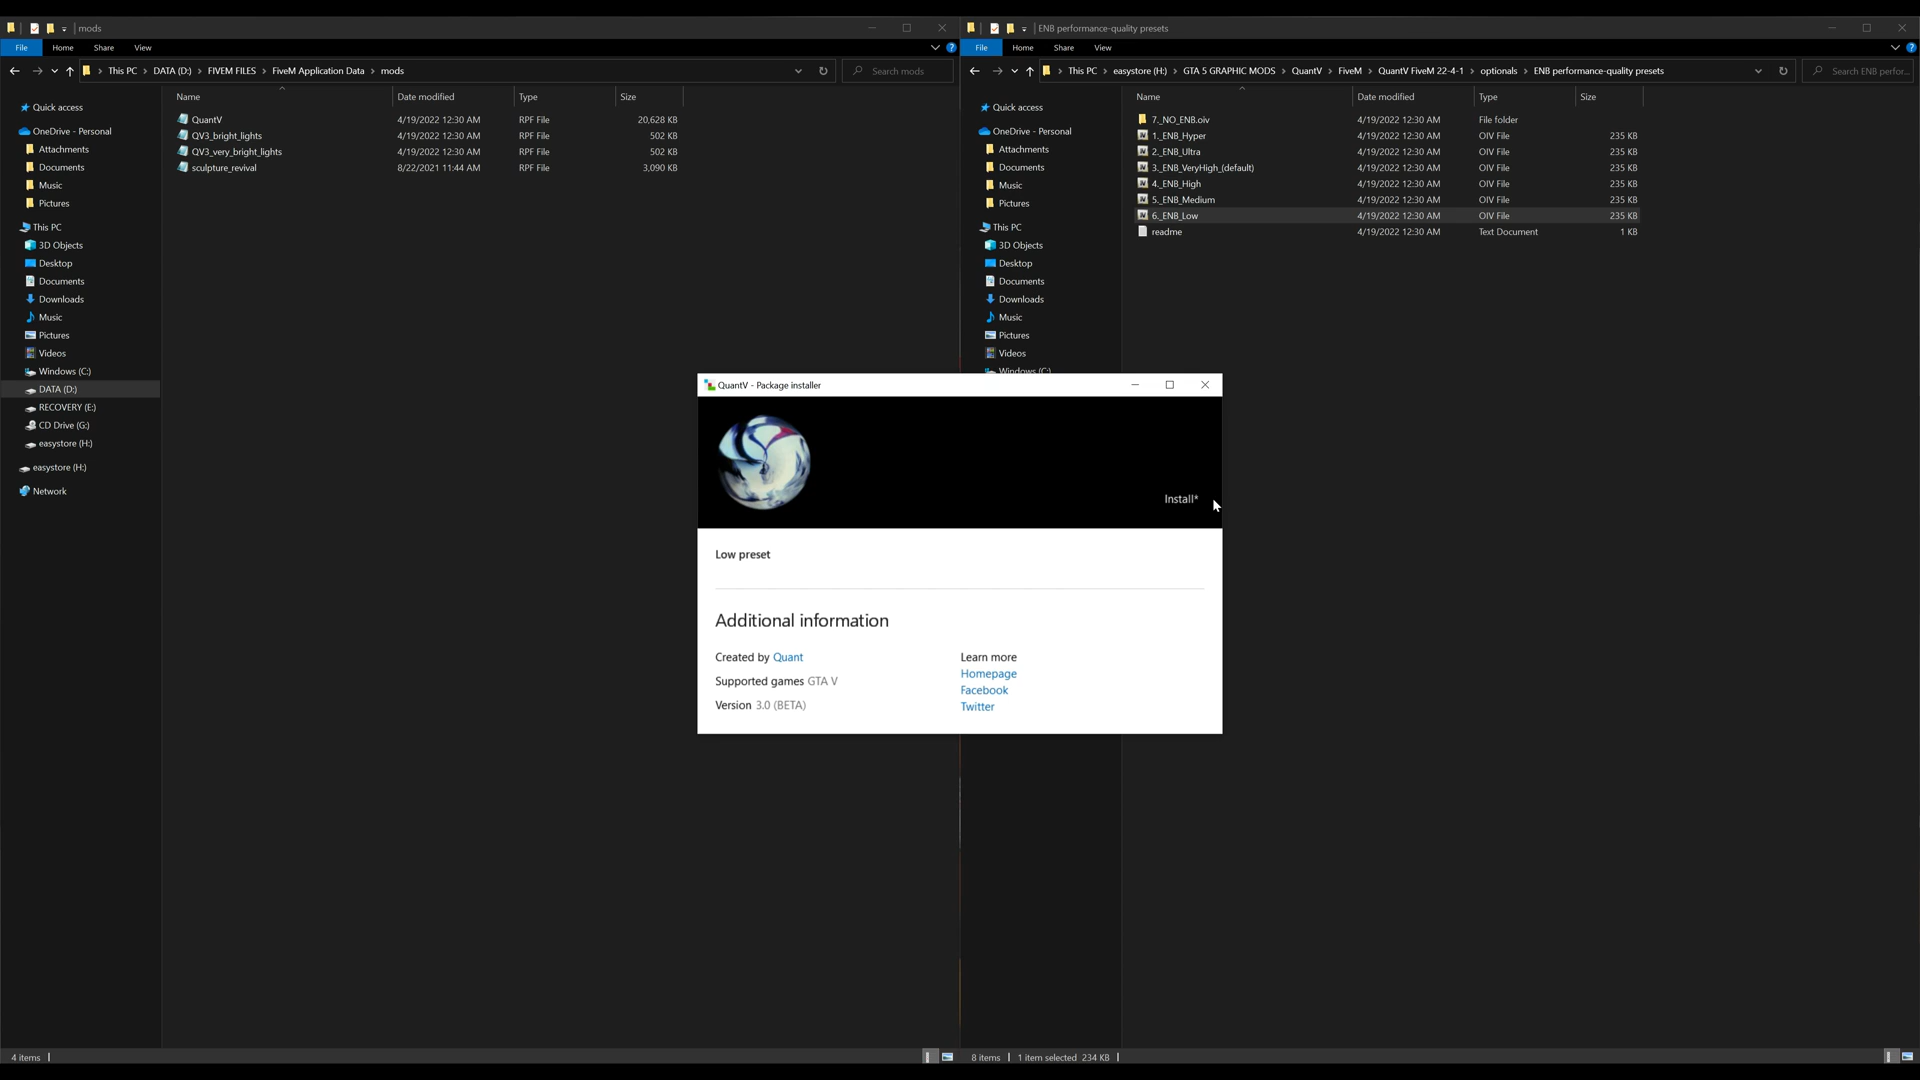 mods
File Home Share View
This PC > DATA (D:) > FIVEM FILES > FiveM Application Data > mods
Search mods
Quick access
OneDrive - Personal
Attachments
Documents
Music
Pictures
This PC
3D Objects
Desktop
Documents
Downloads
Music
Pictures
Videos
Windows (C:)
DATA (D:)
RECOVERY (E:)
CD Drive (G:)
easystore (H:)
easystore (H:)
Network
Name Date modified Type Size
QuantV 4/19/2022 12:30 AM RPF File 20,628 KB
QV3_bright_lights 4/19/2022 12:30 AM RPF File 502 KB
QV3_very_bright_lights 4/19/2022 12:30 AM RPF File 502 KB
sculpture_revival 8/22/2021 11:44 AM RPF File 3,090 KB
4 items
ENB performance-quality presets
File Home Share View
This PC > easystore (H:) > GTA 5 GRAPHIC MODS > QuantV > FiveM > QuantV FiveM 22-4-1 > optionals > ENB performance-quality presets
Search ENB perfor...
Quick access
OneDrive - Personal
Attachments
Documents
Music
Pictures
This PC
3D Objects
Desktop
Documents
Downloads
Music
Pictures
Videos
Windows (C:)
Name Date modified Type Size
7._NO_ENB.oiv 4/19/2022 12:30 AM File folder
1._ENB_Hyper 4/19/2022 12:30 AM OIV File 235 KB
2._ENB_Ultra 4/19/2022 12:30 AM OIV File 235 KB
3._ENB_VeryHigh_(default) 4/19/2022 12:30 AM OIV File 235 KB
4._ENB_High 4/19/2022 12:30 AM OIV File 235 KB
5._ENB_Medium 4/19/2022 12:30 AM OIV File 235 KB
6._ENB_Low 4/19/2022 12:30 AM OIV File 235 KB
readme 4/19/2022 12:30 AM Text Document 1 KB
8 items 1 item selected 234 KB
QuantV - Package installer
Install*
Low preset
Additional information
Created by Quant
Supported games GTA V
Version 3.0 (BETA)
Learn more
Homepage
Facebook
Twitter